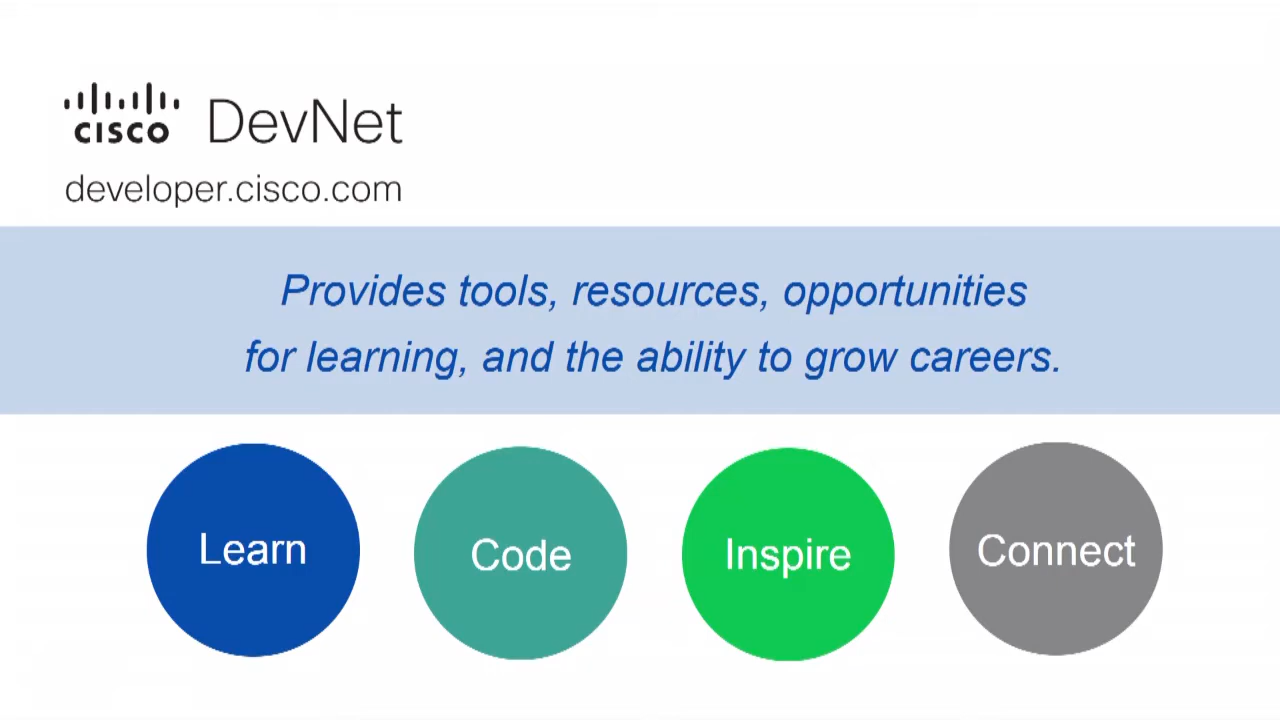 cisco DevNet
developer.cisco.com
Provides tools, resources, opportunities
for learning, and the ability to grow careers.
Learn
Code
Inspire
Connect